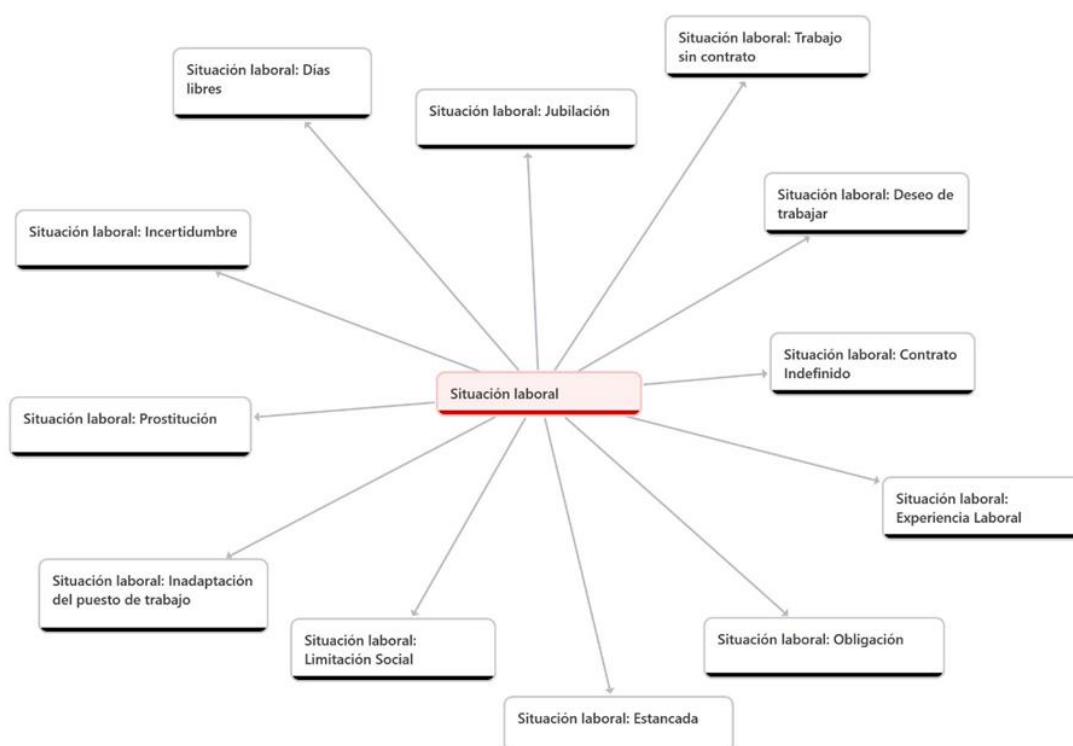 Situación laboral: Trabajo
sin contrato
Situación laboral: Días
libres
Situación laboral: Jubilación
Situación laboral: Deseo de
trabajar
Situación laboral: Incertidumbre
Situación laboral: Contrato
Indefinido
Situación laboral
Situación laboral: Prostitución
Situación laboral:
Experiencia Laboral
Situación laboral: Inadaptación
del puesto de trabajo
Situación laboral:
Limitación Social
Situación laboral: Obligación
Situación laboral: Estancada